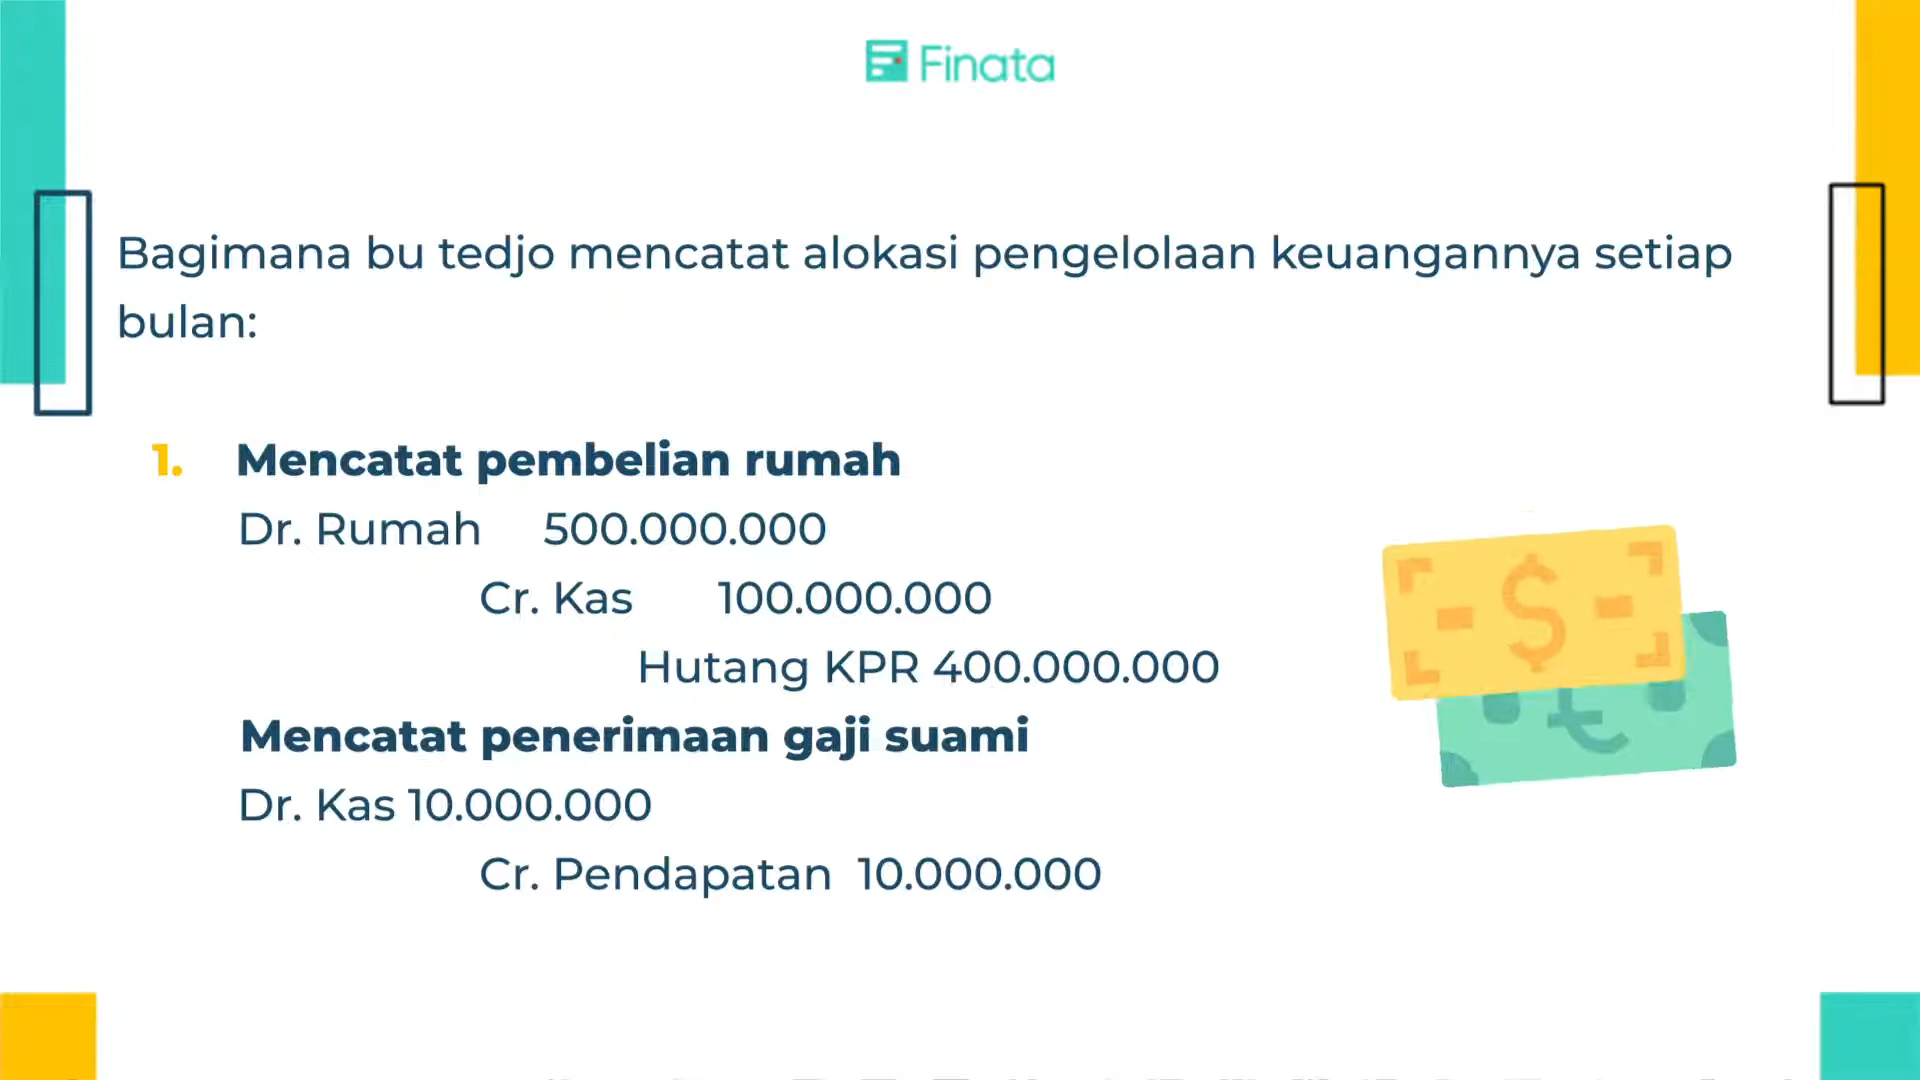 Finata
Bagimana bu tedjo mencatat alokasi pengelolaan keuangannya setiap
bulan:
1. Mencatat pembelian rumah
Dr. Rumah 500.000.000
Cr. Kas 100.000.000
Hutang KPR 400.000.000
Mencatat penerimaan gaji suami
Dr. Kas 10.000.000
Cr. Pendapatan 10.000.000